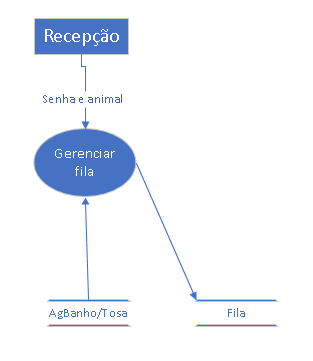 Recepção
Senha e animal
Gerenciar
fila
AgBanho/Tosa
Fila